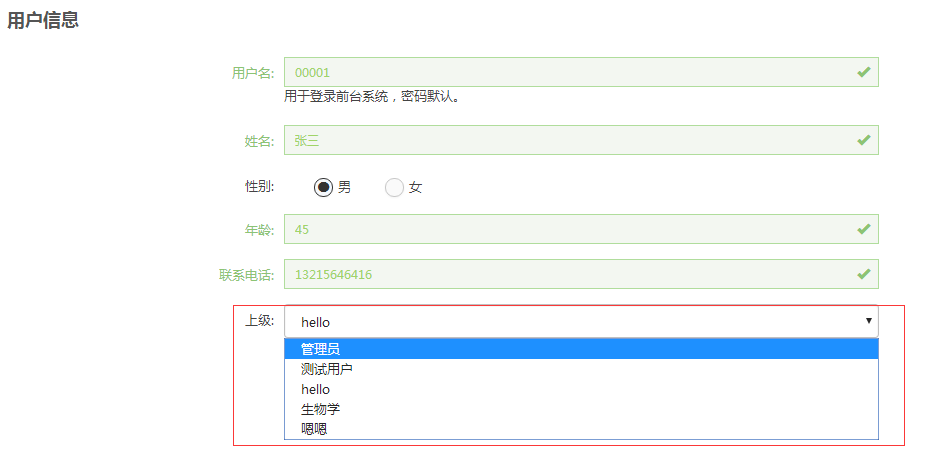 用户信息
用户名: 00001
用于登录前台系统，密码默认。
姓名: 张三
性别: 男 女
年龄: 45
联系电话: 13215646416
上级: hello
管理员
测试用户
hello
生物学
嗯嗯